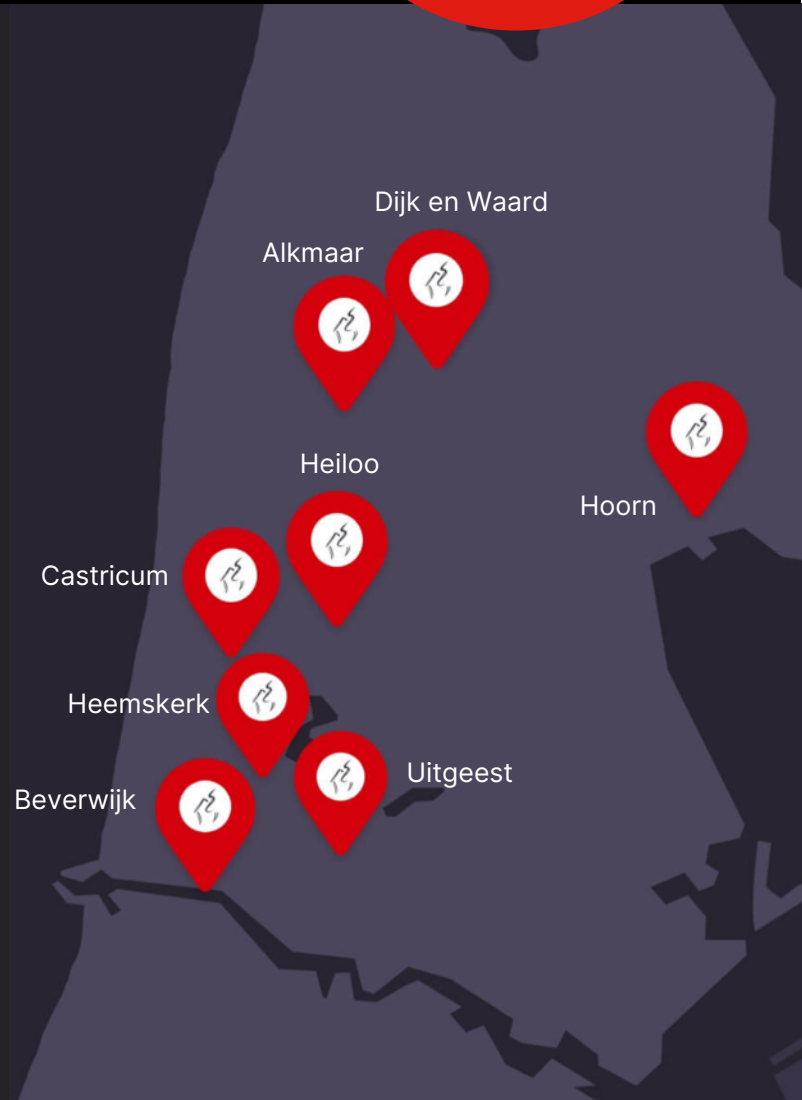 Dijk en Waard
Alkmaar
Heiloo
Hoorn
Castricum
Heemskerk
Uitgeest
Beverwijk